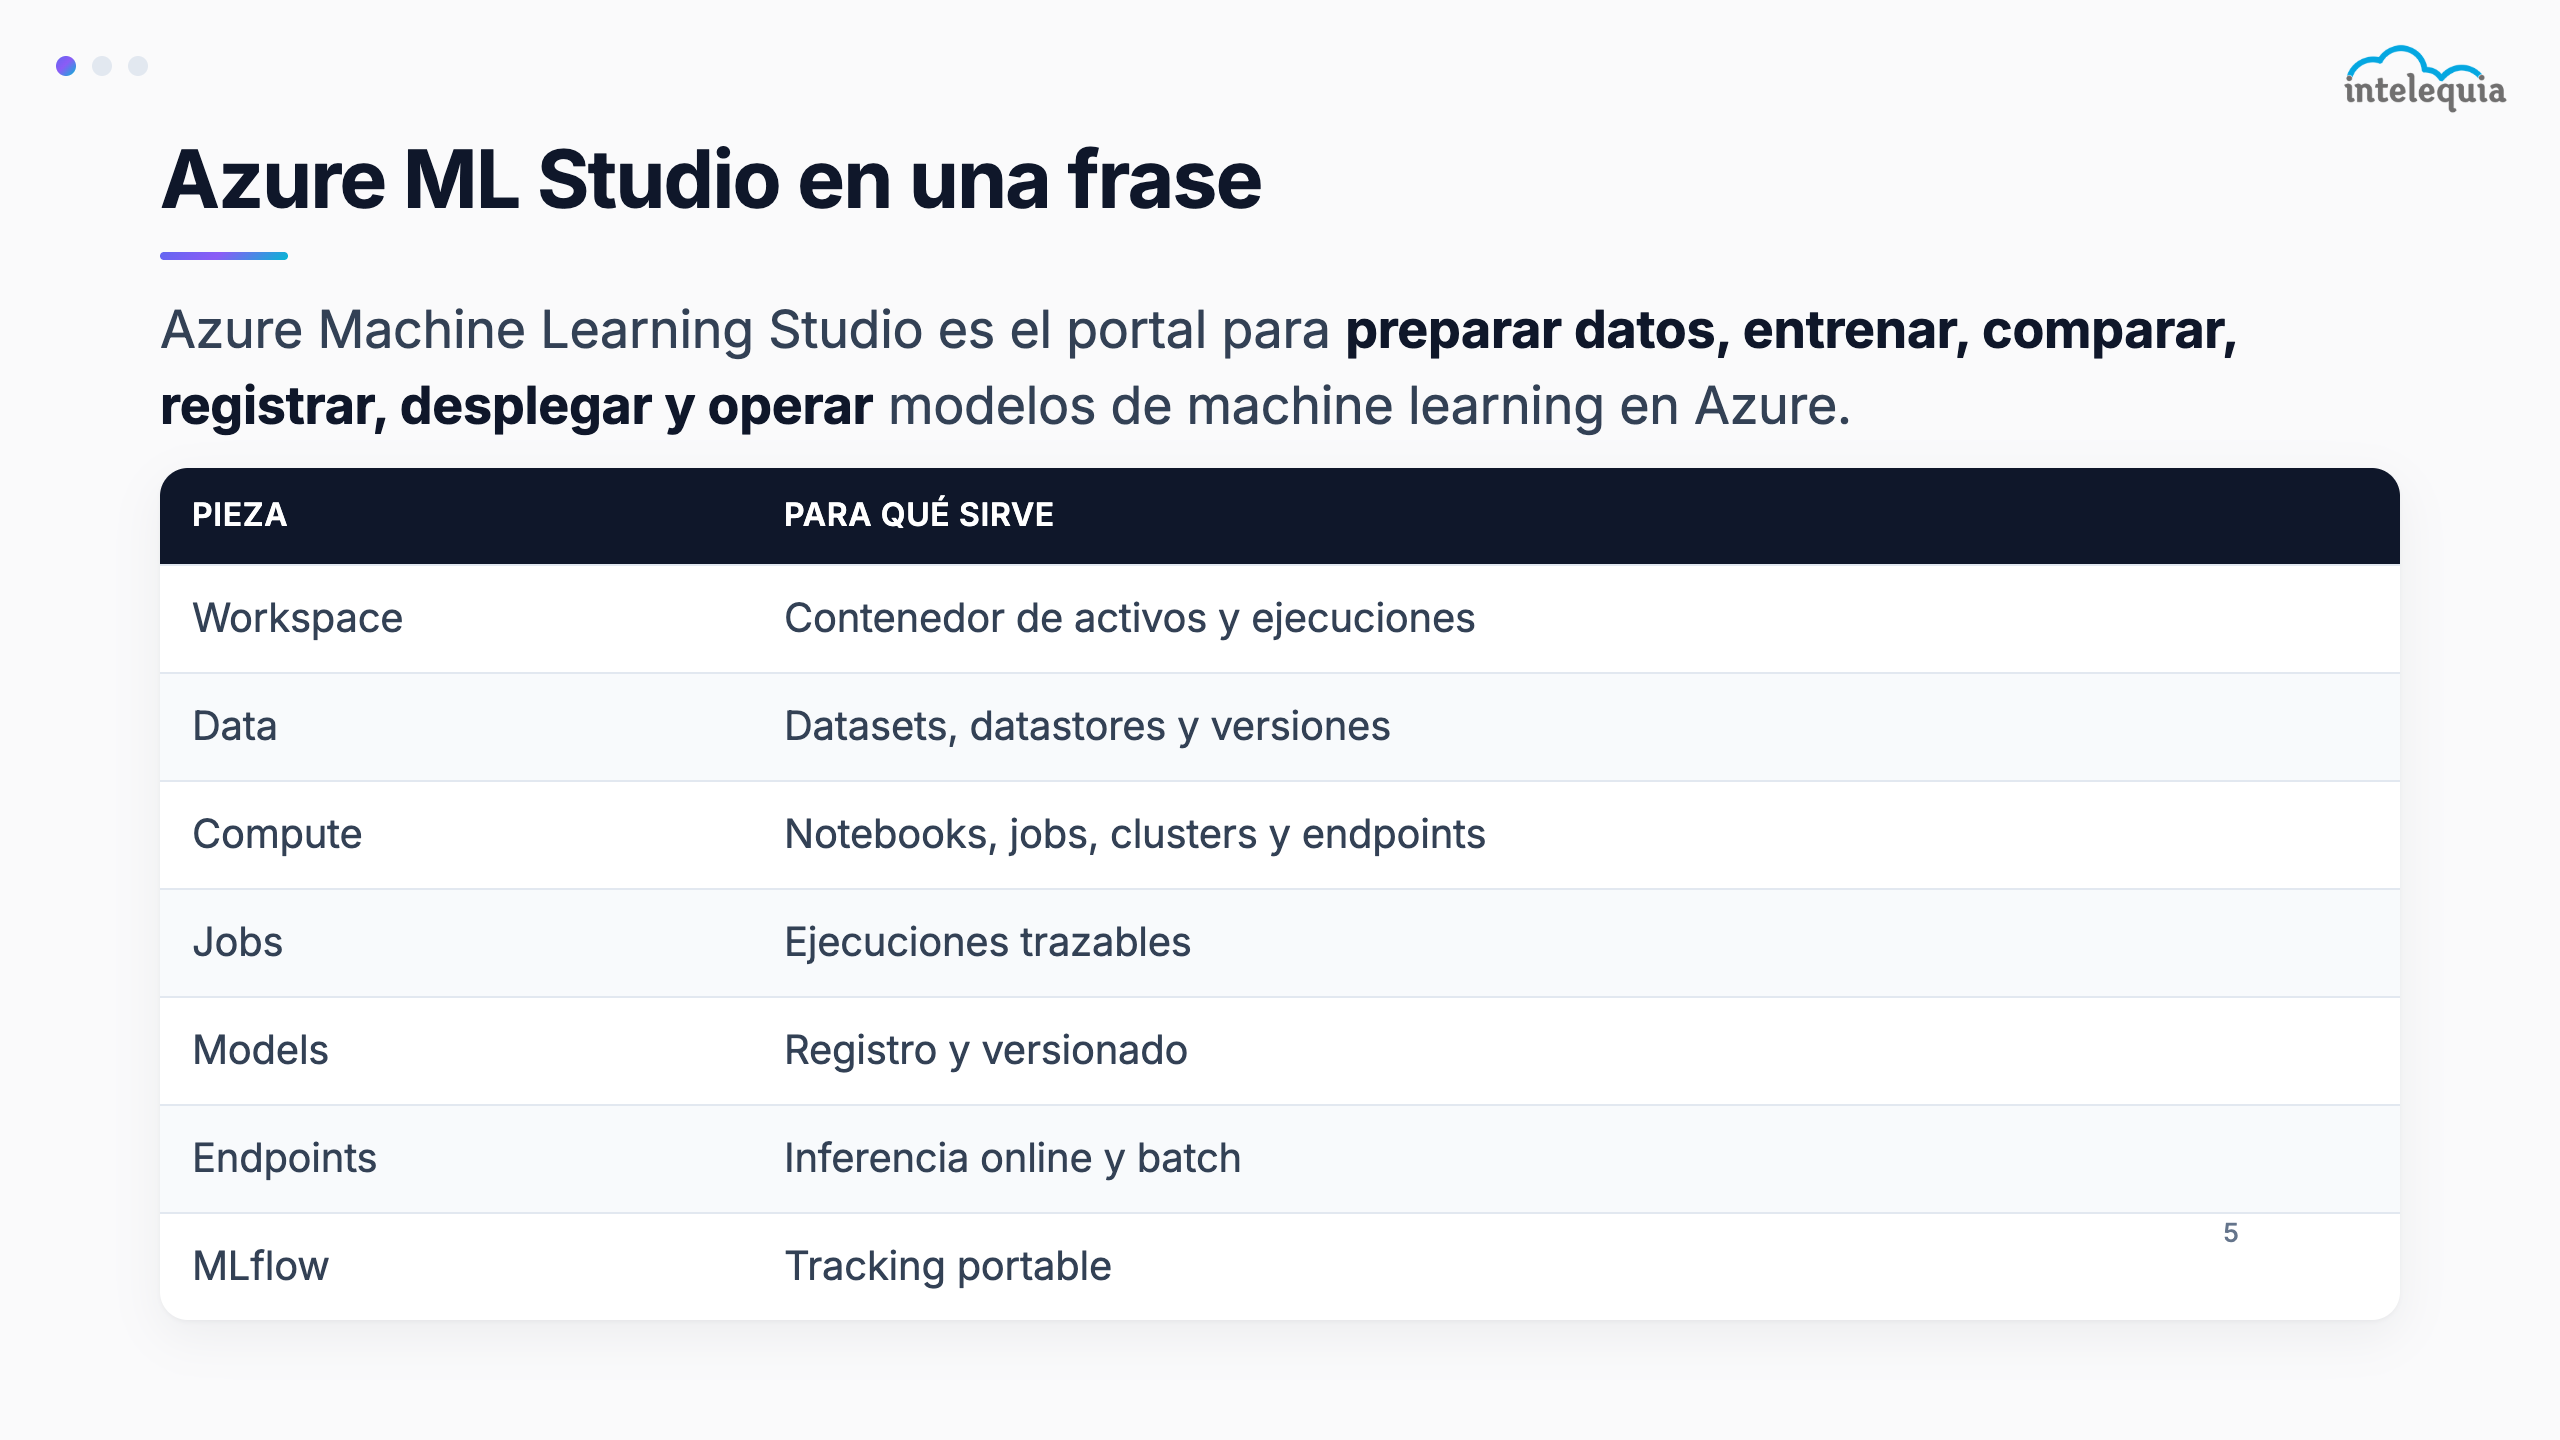 intelequia
Azure ML Studio en una frase
Azure Machine Learning Studio es el portal para preparar datos, entrenar, comparar,
registrar, desplegar y operar modelos de machine learning en Azure.
PIEZA PARA QUÉ SIRVE
Workspace Contenedor de activos y ejecuciones
Data Datasets, datastores y versiones
Compute Notebooks, jobs, clusters y endpoints
Jobs Ejecuciones trazables
Models Registro y versionado
Endpoints Inferencia online y batch
5
MLflow Tracking portable